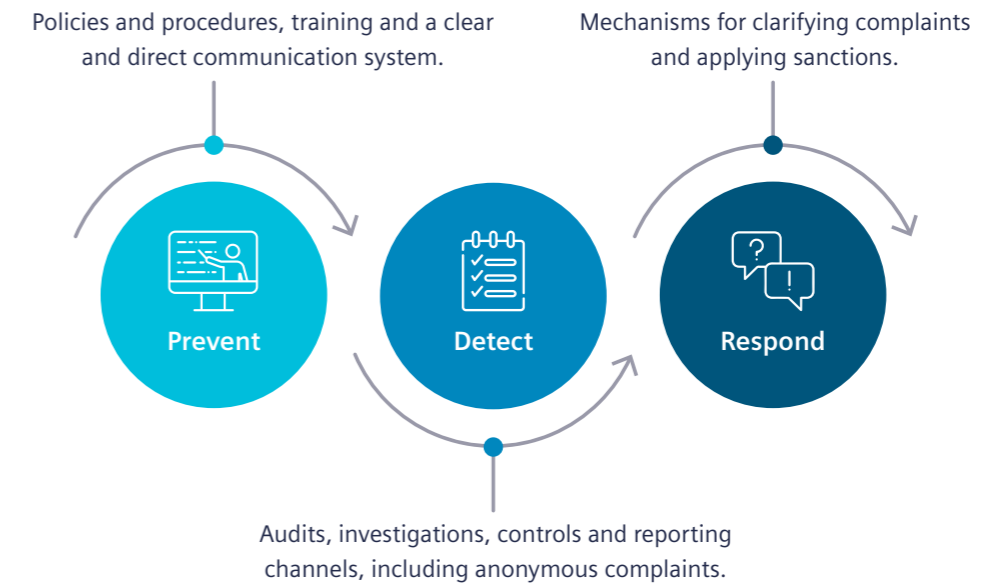 Policies and procedures, training and a clear
and direct communication system.
Mechanisms for clarifying complaints
and applying sanctions.
Prevent
Detect
?
!
Respond
Audits, investigations, controls and reporting
channels, including anonymous complaints.